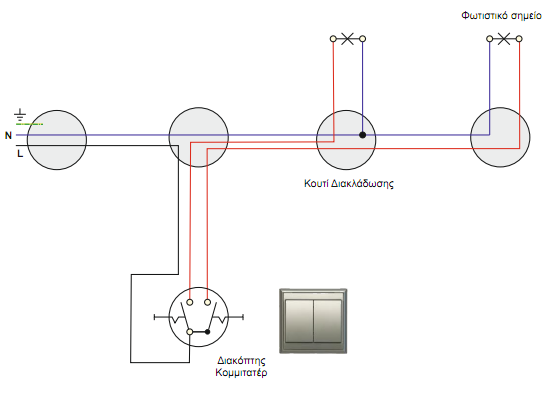 Φωτιστικό σημείο
N
L
Κουτί Διακλάδωσης
Διακόπτης
Κομμιτατέρ